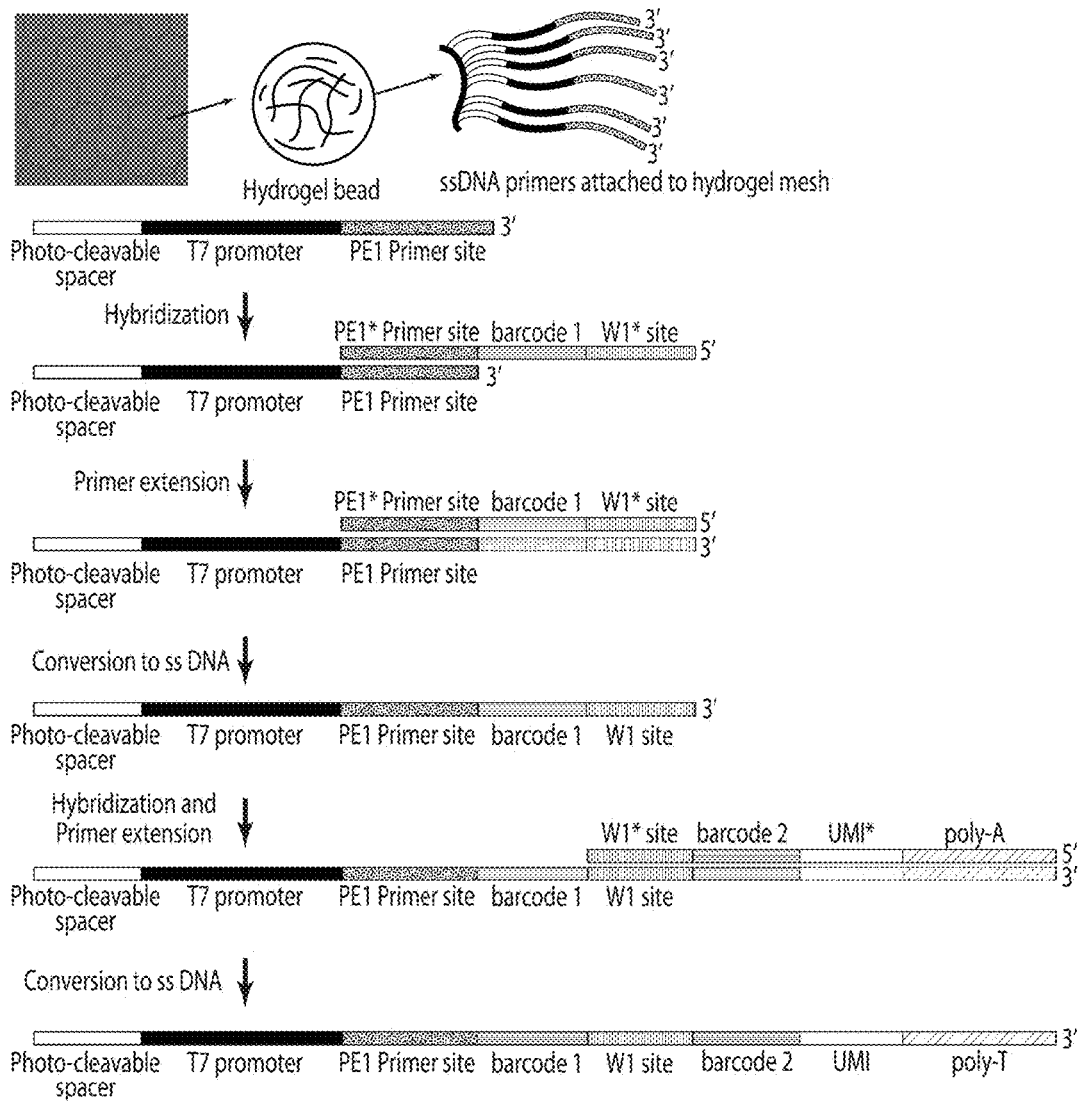 3′
3′
3′
3′
3′
3′
Hydrogel bead
ssDNA primers attached to hydrogel mesh
3′
Photo-cleavable T7 promoter PE1 Primer site
spacer
Hybridization
PE1* Primer site barcode 1 W1* site
5′
3′
Photo-cleavable T7 promoter PE1 Primer site
spacer
Primer extension
PE1* Primer site barcode 1 W1* site
5′
3′
Photo-cleavable T7 promoter PE1 Primer site
spacer
Conversion to ss DNA
3′
Photo-cleavable T7 promoter PE1 Primer site barcode 1 W1 site
spacer
Hybridization and
Primer extension
W1* site barcode 2 UMI* poly-A
5′
3′
Photo-cleavable T7 promoter PE1 Primer site barcode 1 W1 site
spacer
Conversion to ss DNA
3′
Photo-cleavable T7 promoter PE1 Primer site barcode 1 W1 site barcode 2 UMI poly-T
spacer